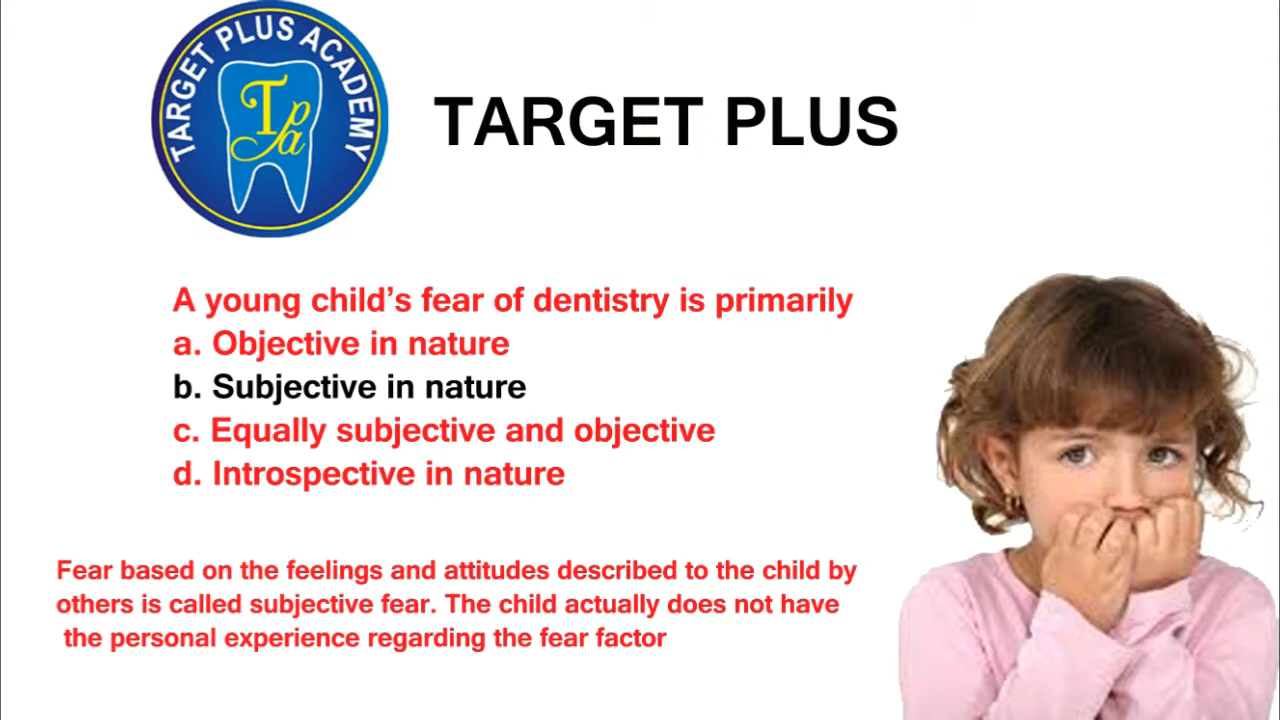 TARGET PLUS ACADEMY
Tpa
TARGET PLUS
A young child's fear of dentistry is primarily
a. Objective in nature
b. Subjective in nature
c. Equally subjective and objective
d. Introspective in nature
Fear based on the feelings and attitudes described to the child by
others is called subjective fear. The child actually does not have
the personal experience regarding the fear factor